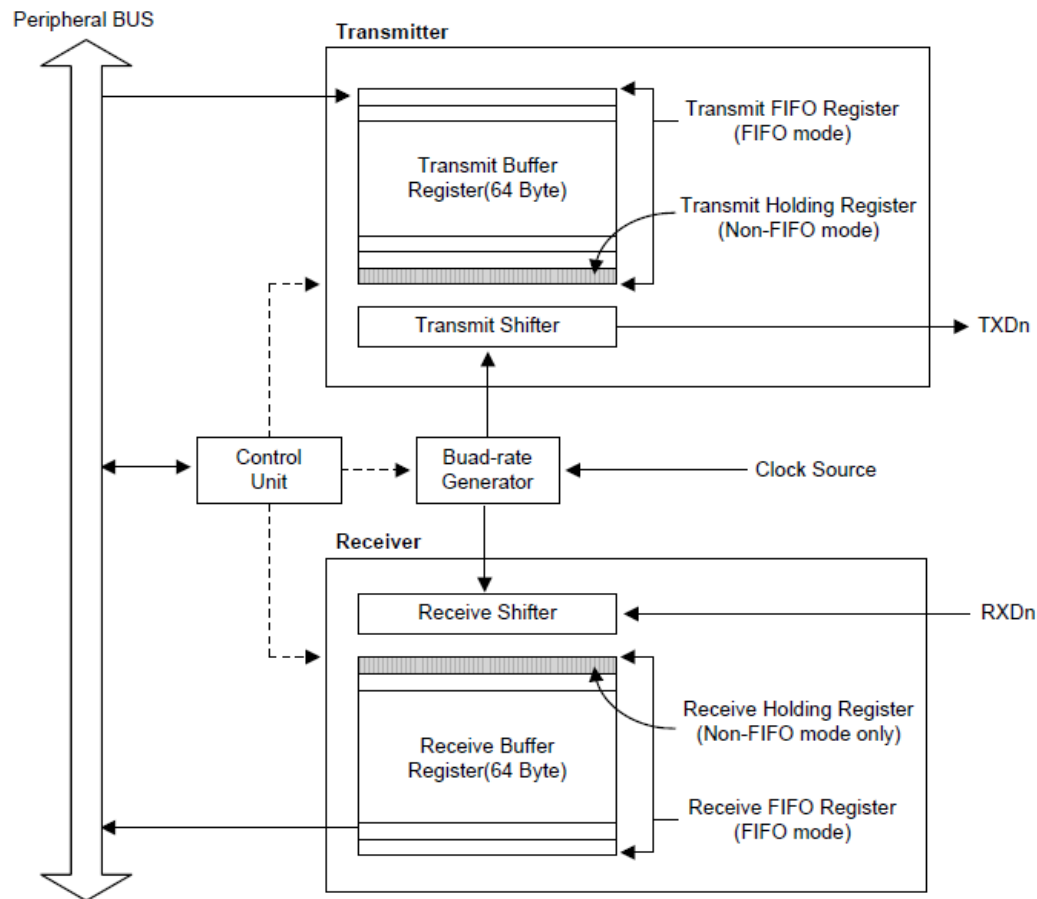 Peripheral BUS
Transmitter
Transmit Buffer
Register(64 Byte)
Transmit FIFO Register
(FIFO mode)
Transmit Holding Register
(Non-FIFO mode)
Transmit Shifter
TXDn
Control
Unit
Buad-rate
Generator
Clock Source
Receiver
Receive Shifter
RXDn
Receive Buffer
Register(64 Byte)
Receive Holding Register
(Non-FIFO mode only)
Receive FIFO Register
(FIFO mode)